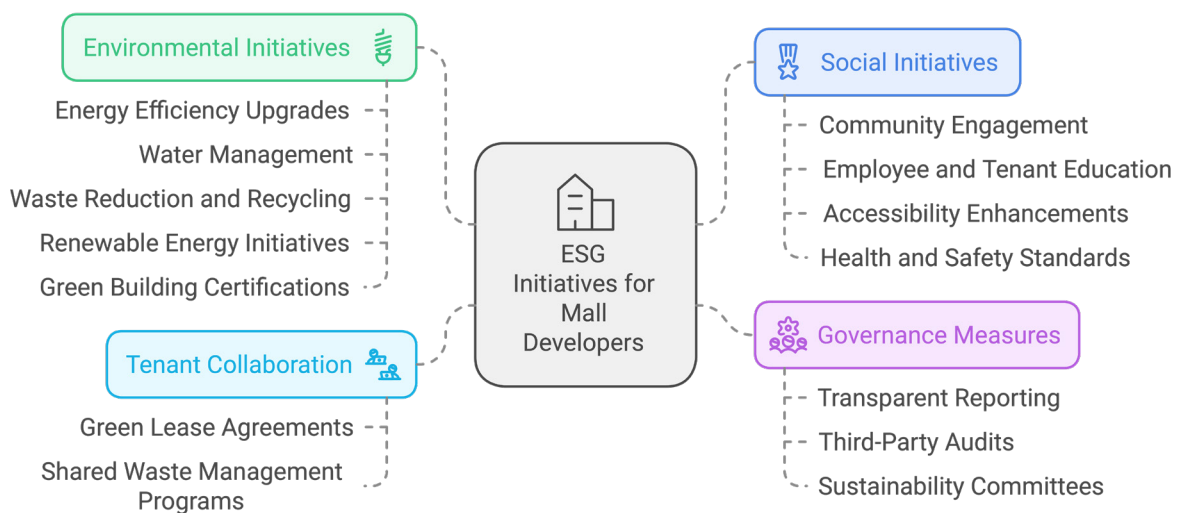 Environmental Initiatives
Energy Efficiency Upgrades
Water Management
Waste Reduction and Recycling
Renewable Energy Initiatives
Green Building Certifications
Tenant Collaboration
Green Lease Agreements
Shared Waste Management
Programs
ESG
Initiatives for
Mall
Developers
Social Initiatives
Community Engagement
Employee and Tenant Education
Accessibility Enhancements
Health and Safety Standards
Governance Measures
Transparent Reporting
Third-Party Audits
Sustainability Committees